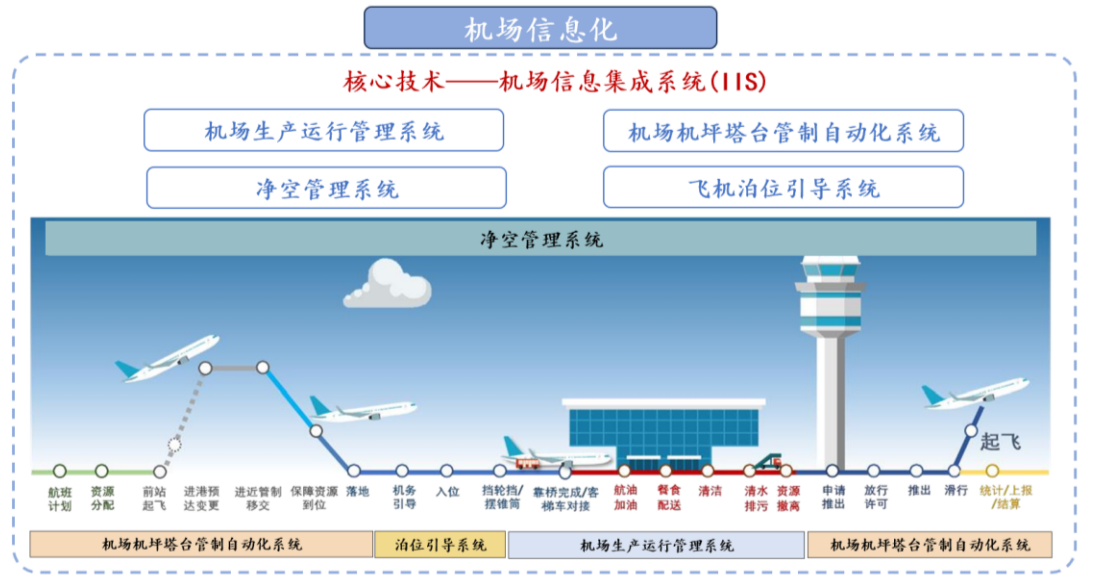 机场信息化
核心技术——机场信息集成系统(IIS)
机场生产运行管理系统
机场机坪塔台管制自动化系统
净空管理系统
飞机泊位引导系统
净空管理系统
起飞
航班
计划
资源
分配
前站
起飞
进港预
达变更
进近管制
移交
保障资源
到位
落地
机务
引导
入位
挡轮挡/
摆锥筒
靠桥完成/客
梯车对接
航油
加油
餐食
配送
清洁
清水
排污
资源
撤离
申请
推出
放行
许可
推出
滑行
统计/上报
/结算
机场机坪塔台管制自动化系统
泊位引导系统
机场生产运行管理系统
机场机坪塔台管制自动化系统